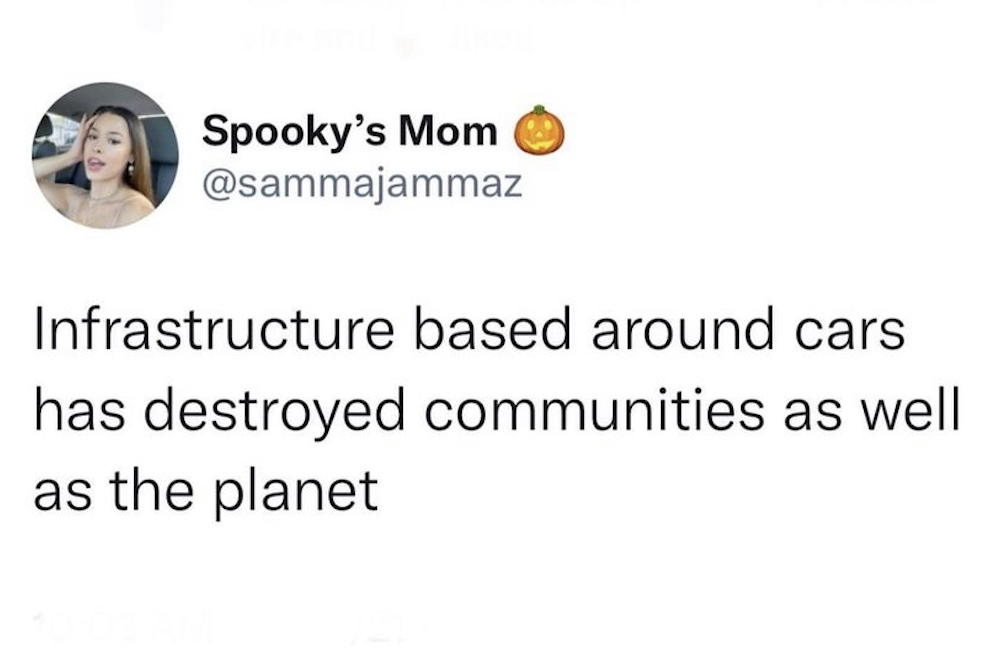 Spooky’s Mom 🎃
@sammajammaz
Infrastructure based around cars
has destroyed communities as well
as the planet